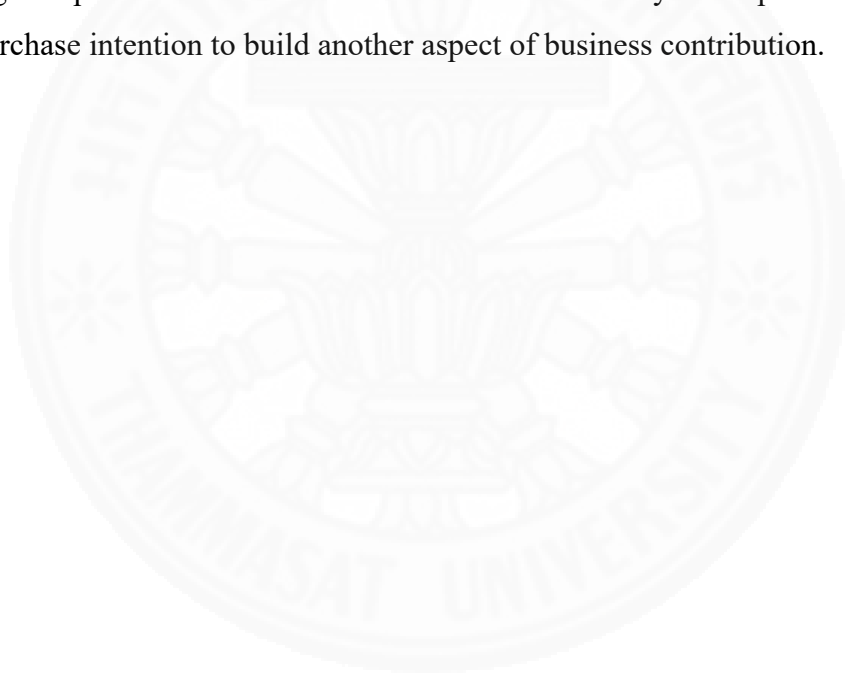 rchase intention to build another aspect of business contribution.
THAMMASAT UNIVERSITY